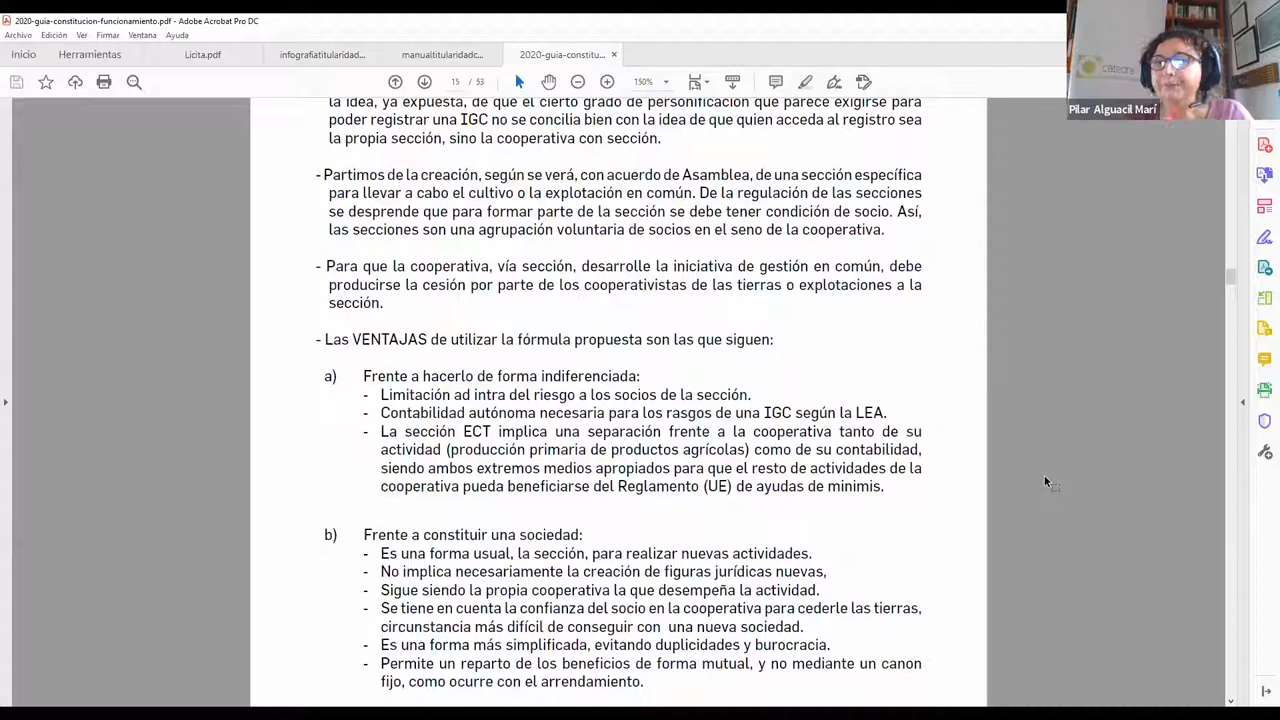 2020-guia-constitucion-funcionamiento.pdf - Adobe Acrobat Pro DC
Archivo Edición Ver Firmar Ventana Ayuda
Inicio Herramientas Licita.pdf infografiatitularidad... manualtitularidadc... 2020-guia-constitu... ×
15 / 53 150%
cátedra
Pilar Alguacil Marí
la idea, ya expuesta, de que el cierto grado de personificación que parece exigirse para
poder registrar una IGC no se concilia bien con la idea de que quien acceda al registro sea
la propia sección, sino la cooperativa con sección.
- Partimos de la creación, según se verá, con acuerdo de Asamblea, de una sección específica
para llevar a cabo el cultivo o la explotación en común. De la regulación de las secciones
se desprende que para formar parte de la sección se debe tener condición de socio. Así,
las secciones son una agrupación voluntaria de socios en el seno de la cooperativa.
- Para que la cooperativa, vía sección, desarrolle la iniciativa de gestión en común, debe
producirse la cesión por parte de los cooperativistas de las tierras o explotaciones a la
sección.
- Las VENTAJAS de utilizar la fórmula propuesta son las que siguen:
a) Frente a hacerlo de forma indiferenciada:
- Limitación ad intra del riesgo a los socios de la sección.
- Contabilidad autónoma necesaria para los rasgos de una IGC según la LEA.
- La sección ECT implica una separación frente a la cooperativa tanto de su
actividad (producción primaria de productos agrícolas) como de su contabilidad,
siendo ambos extremos medios apropiados para que el resto de actividades de la
cooperativa pueda beneficiarse del Reglamento (UE) de ayudas de minimis.
b) Frente a constituir una sociedad:
- Es una forma usual, la sección, para realizar nuevas actividades.
- No implica necesariamente la creación de figuras jurídicas nuevas,
- Sigue siendo la propia cooperativa la que desempeña la actividad.
- Se tiene en cuenta la confianza del socio en la cooperativa para cederle las tierras,
circunstancia más difícil de conseguir con una nueva sociedad.
- Es una forma más simplificada, evitando duplicidades y burocracia.
- Permite un reparto de los beneficios de forma mutual, y no mediante un canon
fijo, como ocurre con el arrendamiento.